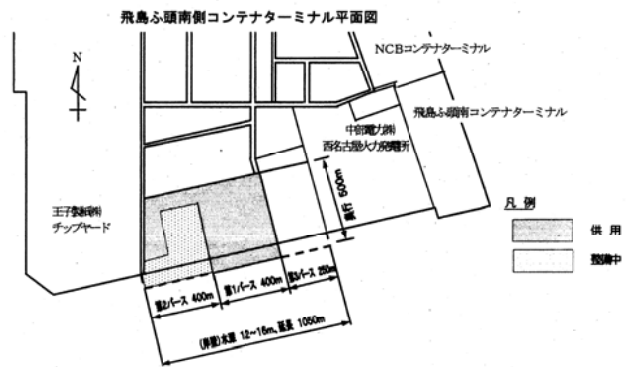 飛島ふ頭南側コンテナターミナル平面図
N
NCBコンテナターミナル
飛島ふ頭南コンテナターミナル
中部電力㈱
西名古屋火力発電所
王子製紙㈱
チップヤード
奥行 500m
凡 例
供 用
整備中
第2バース 400m
第1バース 400m
第3バース 250m
(岸壁)水深 12~16m、延長 1050m